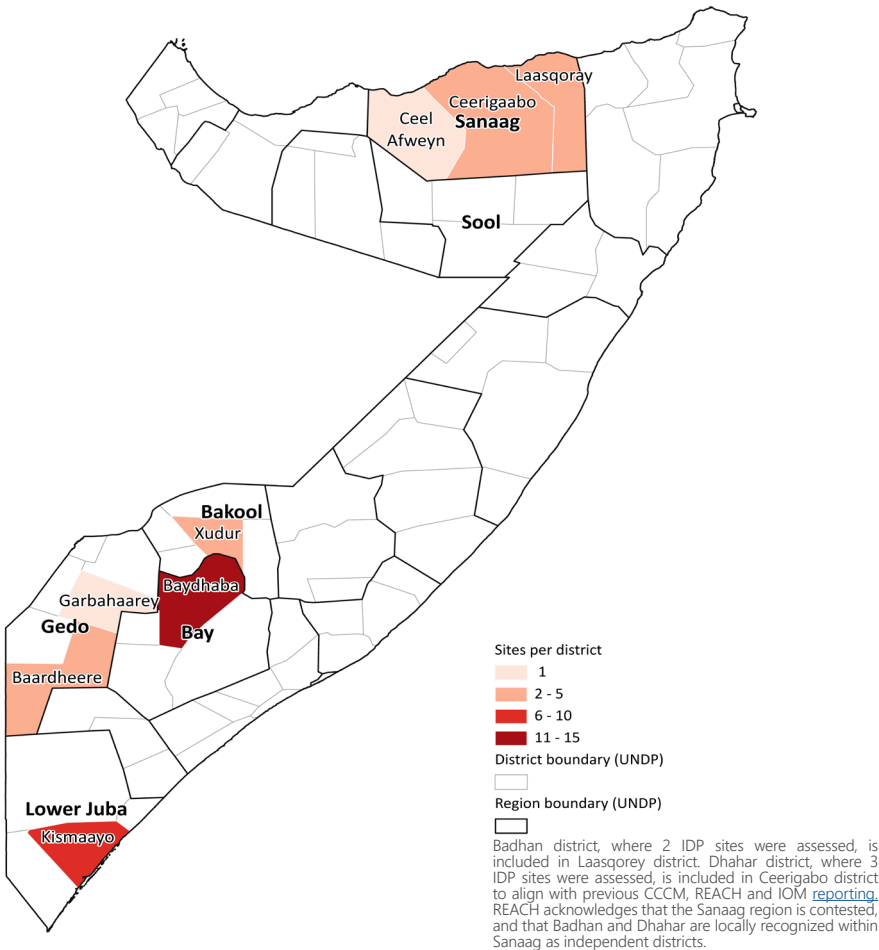 Laasqoray
Ceerigaabo
Ceel
Sanaag
Afweyn
Sool
Bakool
Xudur
Baydhaba
Garbahaarey
Gedo
Bay
Baardheere
Lower Juba
Kismaayo
Sites per district
1
2 - 5
6 - 10
11 - 15
District boundary (UNDP)
Region boundary (UNDP)
Badhan district, where 2 IDP sites were assessed, is
included in Laasqorey district. Dhahar district, where 3
IDP sites were assessed, is included in Ceerigabo district
to align with previous CCCM, REACH and IOM reporting.
REACH acknowledges that the Sanaag region is contested,
and that Badhan and Dhahar are locally recognized within
Sanaag as independent districts.